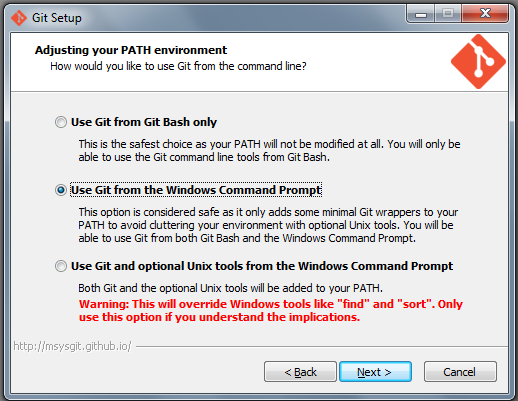 Git Setup
Adjusting your PATH environment
How would you like to use Git from the command line?
Use Git from Git Bash only
This is the safest choice as your PATH will not be modified at all. You will only
be able to use the Git command line tools from Git Bash.
Use Git from the Windows Command Prompt
This option is considered safe as it only adds some minimal Git wrappers to your
PATH to avoid cluttering your environment with optional Unix tools. You will be
able to use Git from both Git Bash and the Windows Command Prompt.
Use Git and optional Unix tools from the Windows Command Prompt
Both Git and the optional Unix tools will be added to your PATH.
Warning: This will override Windows tools like "find" and "sort". Only
use this option if you understand the implications.
http://msysgit.github.io/
< Back Next > Cancel